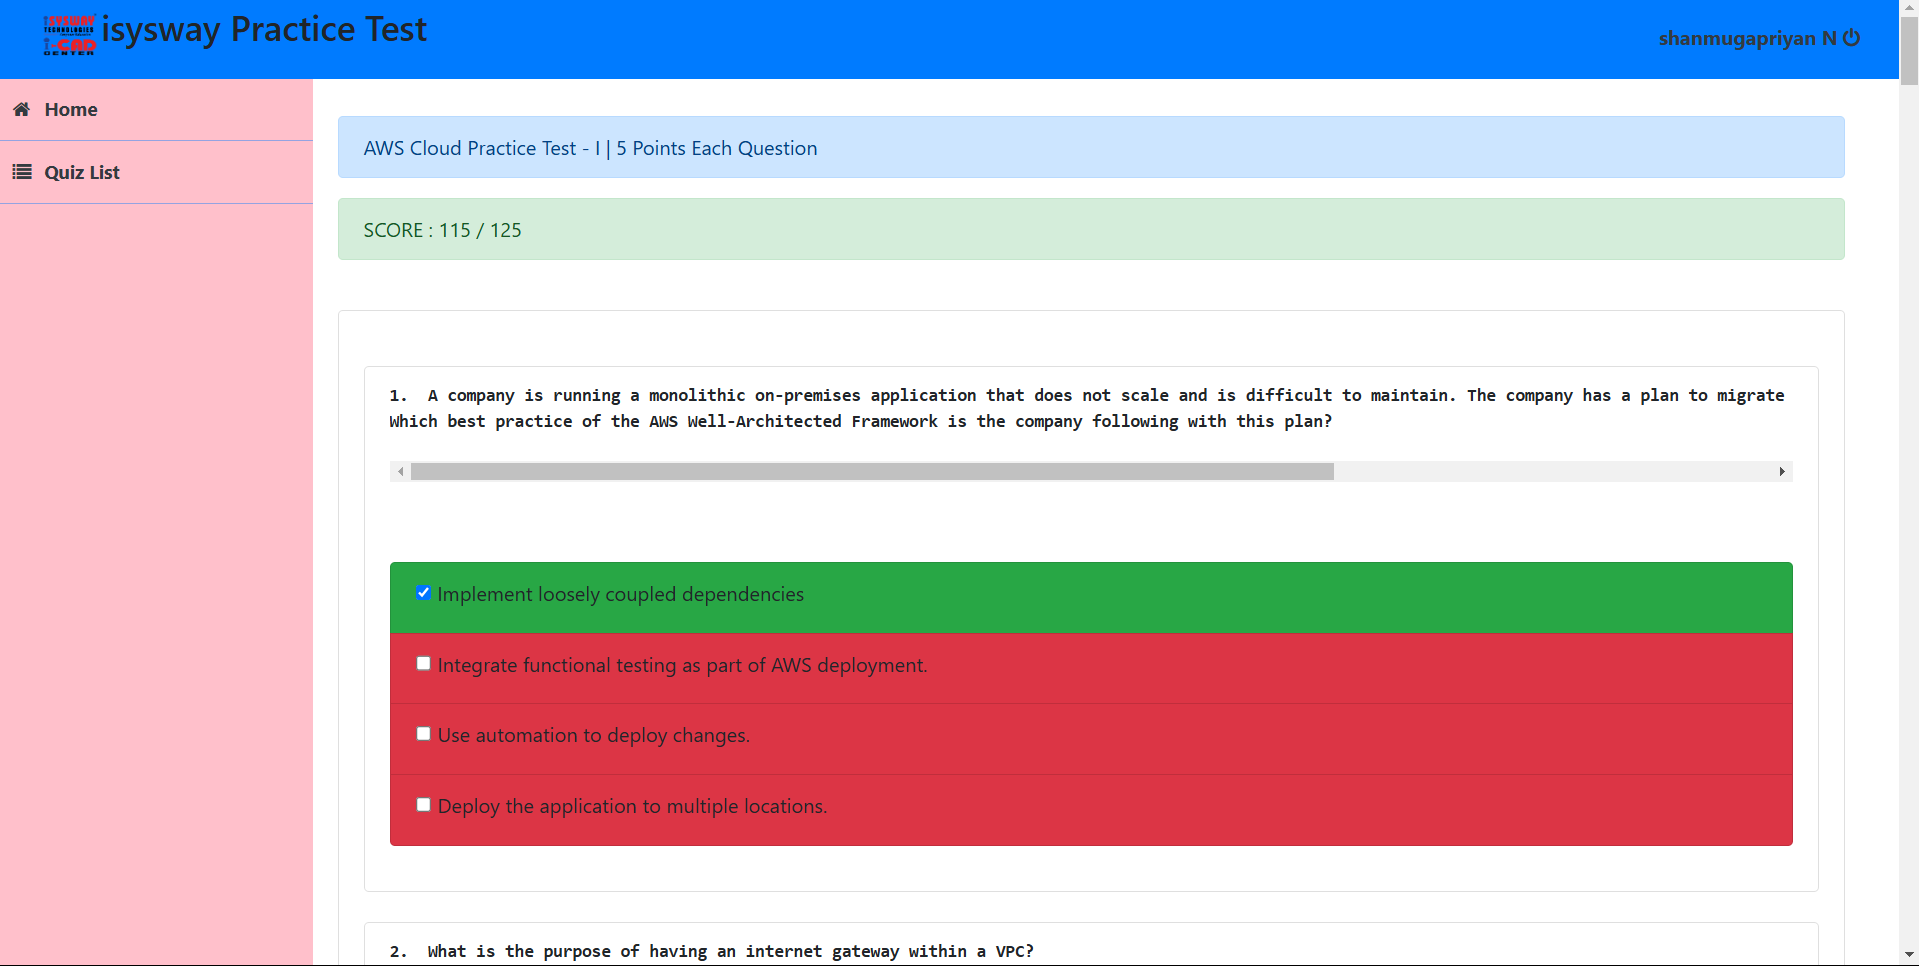 ISYSWAY
TECHNOLOGIES
i-CAD
CENTER
isysway Practice Test
shanmugapriyan N
Home
Quiz List
AWS Cloud Practice Test - I | 5 Points Each Question
SCORE : 115 / 125
1. A company is running a monolithic on-premises application that does not scale and is difficult to maintain. The company has a plan to migrate
Which best practice of the AWS Well-Architected Framework is the company following with this plan?
Implement loosely coupled dependencies
Integrate functional testing as part of AWS deployment.
Use automation to deploy changes.
Deploy the application to multiple locations.
2. What is the purpose of having an internet gateway within a VPC?